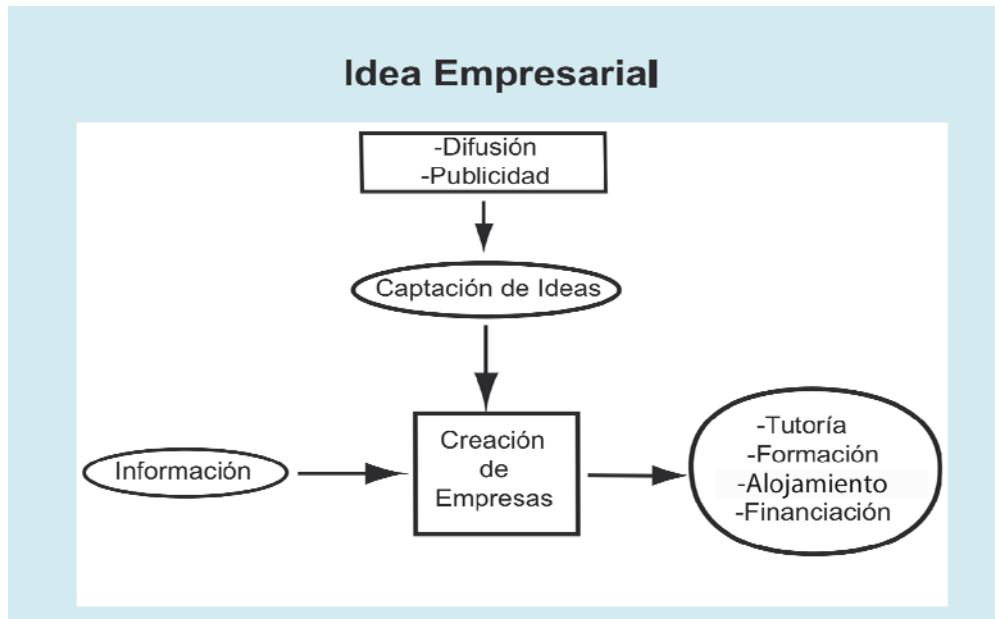 Idea Empresarial
-Difusión
-Publicidad
Captación de Ideas
Creación
de
Empresas
Información
-Tutoría
-Formación
-Alojamiento
-Financiación